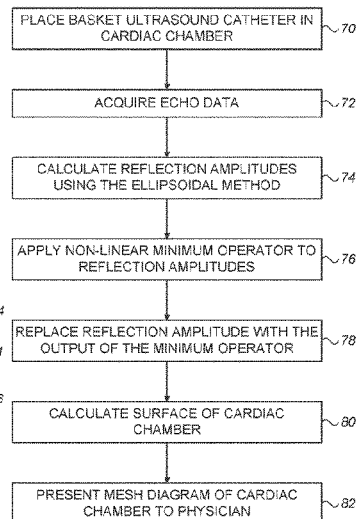 PLACE BASKET ULTRASOUND CATHETER IN
CARDIAC CHAMBER
70
ACQUIRE ECHO DATA
72
CALCULATE REFLECTION AMPLITUDES
USING THE ELLIPSOIDAL METHOD
74
APPLY NON-LINEAR MINIMUM OPERATOR TO
REFLECTION AMPLITUDES
76
REPLACE REFLECTION AMPLITUDE WITH THE
OUTPUT OF THE MINIMUM OPERATOR
78
CALCULATE SURFACE OF CARDIAC
CHAMBER
80
PRESENT MESH DIAGRAM OF CARDIAC
CHAMBER TO PHYSICIAN
82